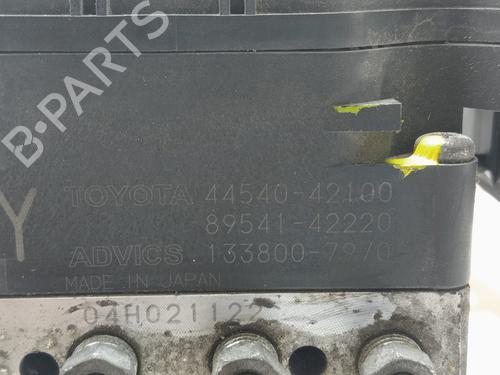 B-PARTS
Y
TOYOTA 44540-42100
89541-42220
ADVICS 133800-7970
MADE IN JAPAN
04H021122